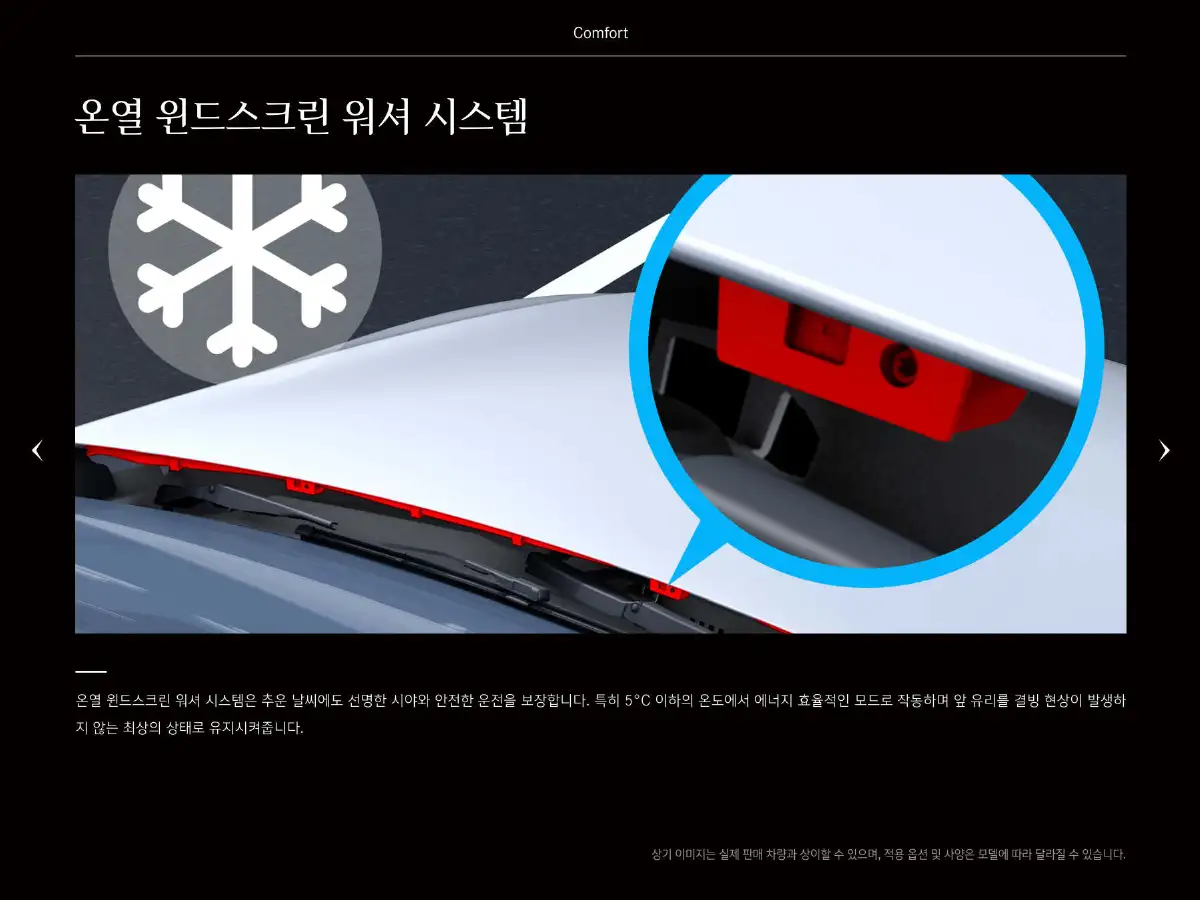 Comfort
온열 윈드스크린 워셔 시스템
온열 윈드스크린 워셔 시스템은 추운 날씨에도 선명한 시야와 안전한 운전을 보장합니다. 특히 5°C 이하의 온도에서 에너지 효율적인 모드로 작동하며 앞 유리를 결빙 현상이 발생하
지 않는 최상의 상태로 유지시켜줍니다.
상기 이미지는 실제 판매 차량과 상이할 수 있으며, 적용 옵션 및 사양은 모델에 따라 달라질 수 있습니다.